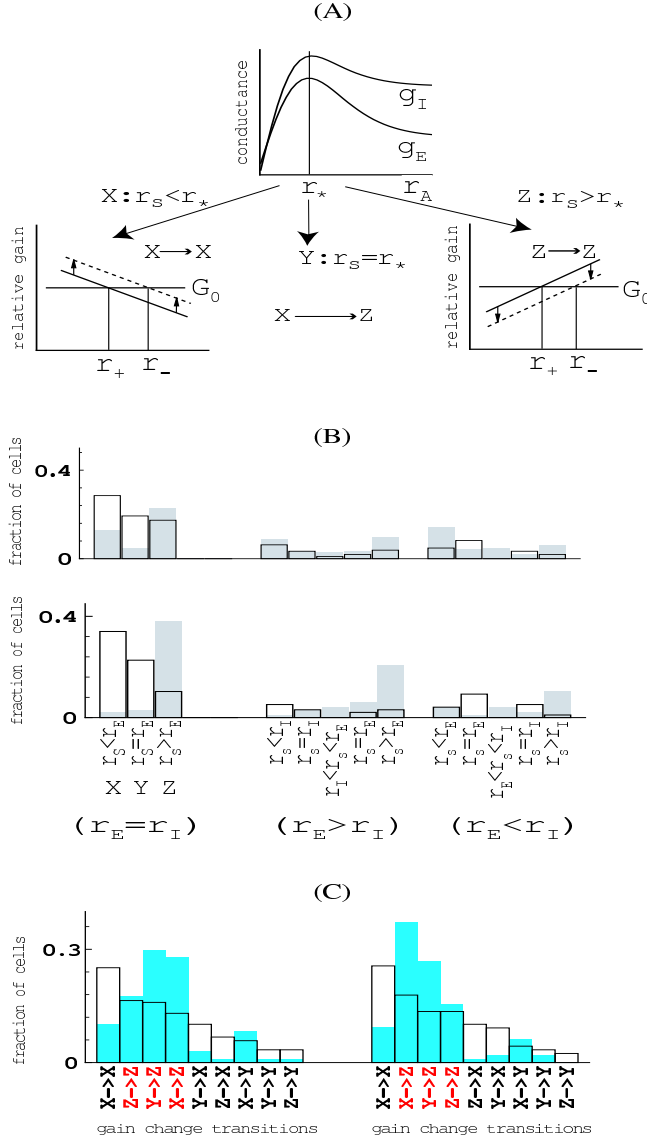 (A)
conductance
g_I
g_E
r_*
r_A
X:r_S<r_*
Z:r_S>r_*
Y:r_S=r_*
relative gain
X→X
G_0
r_+ r_-
X→Z
relative gain
Z→Z
G_0
r_+ r_-
(B)
fraction of cells
0.4
0
fraction of cells
0.4
0
r_S<r_E
r_S=r_E
r_S>r_E
X Y Z
r_S<r_I
r_S=r_I
r_I<r_S<r_E
r_S=r_E
r_S>r_E
r_S<r_E
r_S=r_E
r_E<r_S<r_I
r_S=r_I
r_S>r_I
(r_E=r_I) (r_E>r_I) (r_E<r_I)
(C)
fraction of cells
0.3
0
X->X
Z->Z
Y->Z
X->Z
Y->X
Z->X
X->Y
Y->Y
Z->Y
X->X
X->Z
Y->Z
Z->Z
Z->X
Y->X
X->Y
Y->Y
Z->Y
gain change transitions gain change transitions